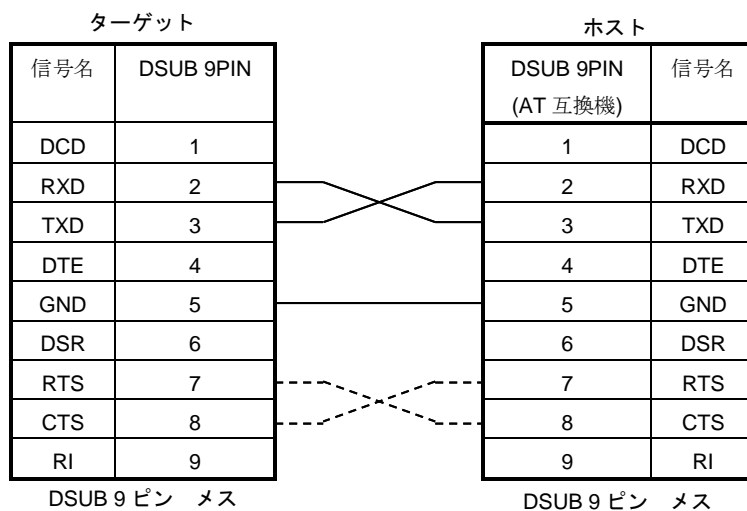 ターゲット
信号名 DSUB 9PIN
DCD 1
RXD 2
TXD 3
DTE 4
GND 5
DSR 6
RTS 7
CTS 8
RI 9
DSUB 9 ピン メス
ホスト
DSUB 9PIN 信号名
(AT 互換機)
1 DCD
2 RXD
3 TXD
4 DTE
5 GND
6 DSR
7 RTS
8 CTS
9 RI
DSUB 9 ピン メス